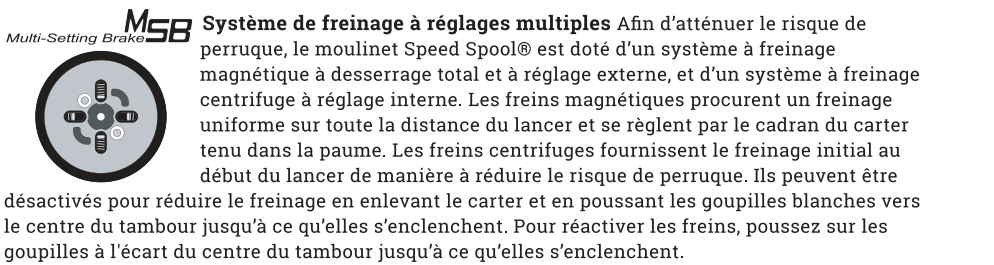 MSB
Multi-Setting Brake
Système de freinage à réglages multiples Afin d’atténuer le risque de
perruque, le moulinet Speed Spool® est doté d’un système à freinage
magnétique à desserrage total et à réglage externe, et d’un système à freinage
centrifuge à réglage interne. Les freins magnétiques procurent un freinage
uniforme sur toute la distance du lancer et se règlent par le cadran du carter
tenu dans la paume. Les freins centrifuges fournissent le freinage initial au
début du lancer de manière à réduire le risque de perruque. Ils peuvent être
désactivés pour réduire le freinage en enlevant le carter et en poussant les goupilles blanches vers
le centre du tambour jusqu’à ce qu’elles s’enclenchent. Pour réactiver les freins, poussez sur les
goupilles à l'écart du centre du tambour jusqu’à ce qu’elles s’enclenchent.